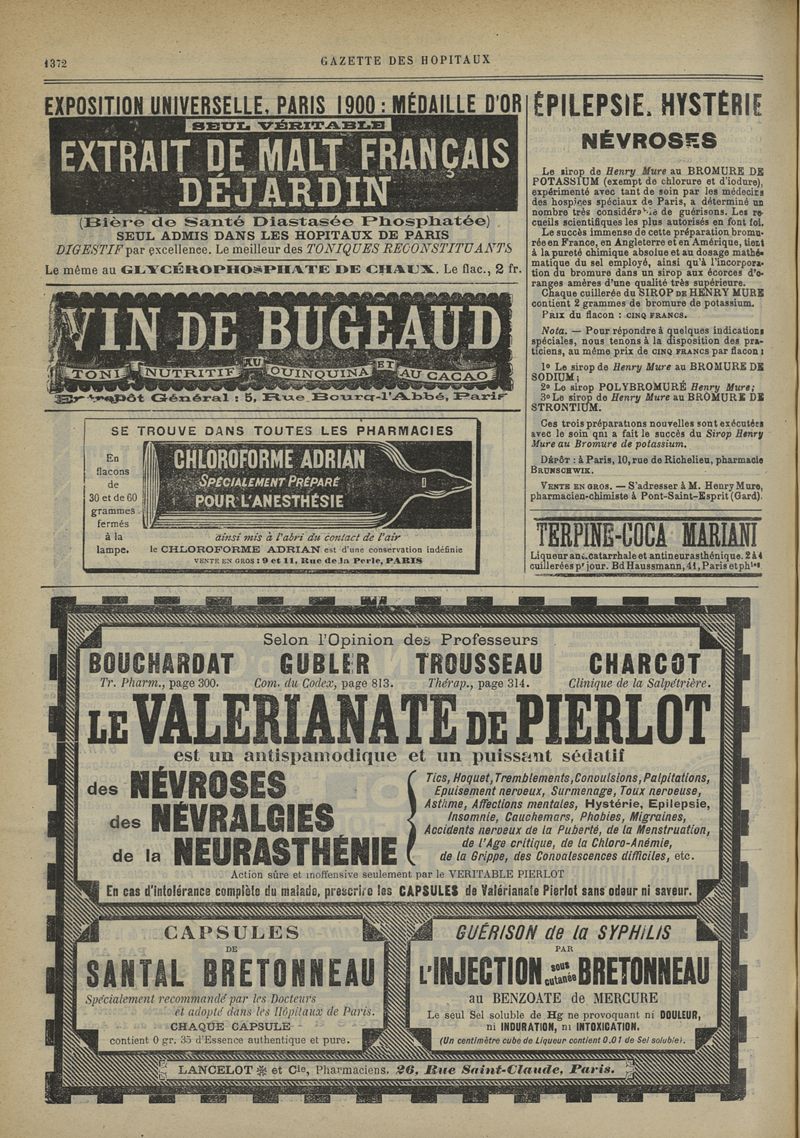 1372
GAZETTE DES HOPITAUX
EXPOSITION UNIVERSELLE, PARIS 1900 : MÉDAILLE D'OR
SEUL VÉRITABLE
EXTRAIT DE MALT FRANÇAIS
DÉJARDIN
(Bière de Santé Diastasée Phosphatée)
SEUL ADMIS DANS LES HOPITAUX DE PARIS
DIGESTIF par excellence. Le meilleur des TONIQUES RECONSTITUANTS
Le même au GLYCÉROPHOSPHATE DE CHAUX. Le flac., 2 fr.
VIN DE BUGEAUD
TONI-NUTRITIF AU QUINQUINA ET AU CACAO
Entrepôt Général : 5, Rue Bourg-l'Abbé, Paris
SE TROUVE DANS TOUTES LES PHARMACIES
En
flacons
de
30 et de 60
grammes
fermés
à la
lampe.
CHLOROFORME ADRIAN
SPÉCIALEMENT PRÉPARÉ
POUR L'ANESTHÉSIE
ainsi mis à l'abri du contact de l'air
le CHLOROFORME ADRIAN est d'une conservation indéfinie
VENTE EN GROS : 9 et 11, Rue de la Perle, PARIS
ÉPILEPSIE. HYSTÉRIE
NÉVROSES
Le sirop de Henry Mure au BROMURE DE
POTASSIUM (exempt de chlorure et d'iodure),
expérimenté avec tant de soin par les médecins
des hospices spéciaux de Paris, a déterminé un
nombre très considérable de guérisons. Les re-
cueils scientifiques les plus autorisés en font foi.
Le succès immense de cette préparation bromu-
rée en France, en Angleterre et en Amérique, tient
à la pureté chimique absolue et au dosage mathé-
matique du sel employé, ainsi qu'à l'incorpora-
tion du bromure dans un sirop aux écorces d'o-
ranges amères d'une qualité très supérieure.
Chaque cuillerée du SIROP DE HENRY MURE
contient 2 grammes de bromure de potassium.
PRIX du flacon : CINQ FRANCS.
Nota. — Pour répondre à quelques indications
spéciales, nous tenons à la disposition des pra-
ticiens, au même prix de CINQ FRANCS par flacon :
1º Le sirop de Henry Mure au BROMURE DE
SODIUM;
2º Le sirop POLYBROMURÉ Henry Mure;
3º Le sirop de Henry Mure au BROMURE DE
STRONTIUM.
Ces trois préparations nouvelles sont exécutées
avec le soin qui a fait le succès du Sirop Henry
Mure au Bromure de potassium.
DÉPÔT : à Paris, 10, rue de Richelieu, pharmacie
BRUNSCHWIK.
VENTE EN GROS. — S'adresser à M. Henry Mure,
pharmacien-chimiste à Pont-Saint-Esprit (Gard).
TERPINE-COCA MARIANI
Liqueur anticatarrhale et antineurasthénique. 2 à 4
cuillerées pr jour. Bd Haussmann, 41, Paris et phies
Selon l'Opinion des Professeurs
BOUCHARDAT GUBLER TROUSSEAU CHARCOT
Tr. Pharm., page 300. Com. du Codex, page 813. Thérap., page 314. Clinique de la Salpêtrière.
LE VALERIANATE DE PIERLOT
est un antispamodique et un puissant sédatif
des NÉVROSES
des NÉVRALGIES
de la NEURASTHÉNIE
Tics, Hoquet, Tremblements, Convulsions, Palpitations,
Epuisement nerveux, Surmenage, Toux nerveuse,
Asthme, Affections mentales, Hystérie, Epilepsie,
Insomnie, Cauchemars, Phobies, Migraines,
Accidents nerveux de la Puberté, de la Menstruation,
de l'Age critique, de la Chloro-Anémie,
de la Grippe, des Convalescences difficiles, etc.
Action sûre et inoffensive seulement par le VERITABLE PIERLOT
En cas d'intolérance complète du malade, prescrire les CAPSULES de Valérianate Pierlot sans odeur ni saveur.
CAPSULES
DE
SANTAL BRETONNEAU
Spécialement recommandé par les Docteurs
et adopté dans les Hôpitaux de Paris.
CHAQUE CAPSULE
contient 0 gr. 35 d'Essence authentique et pure.
GUÉRISON de la SYPHILIS
PAR
L'INJECTION sous cutanée BRETONNEAU
au BENZOATE de MERCURE
Le seul Sel soluble de Hg ne provoquant ni DOULEUR,
ni INDURATION, ni INTOXICATION.
(Un centimètre cube de Liqueur contient 0.01 de Sel soluble).
LANCELOT et Cie, Pharmaciens, 26, Rue Saint-Claude, Paris.